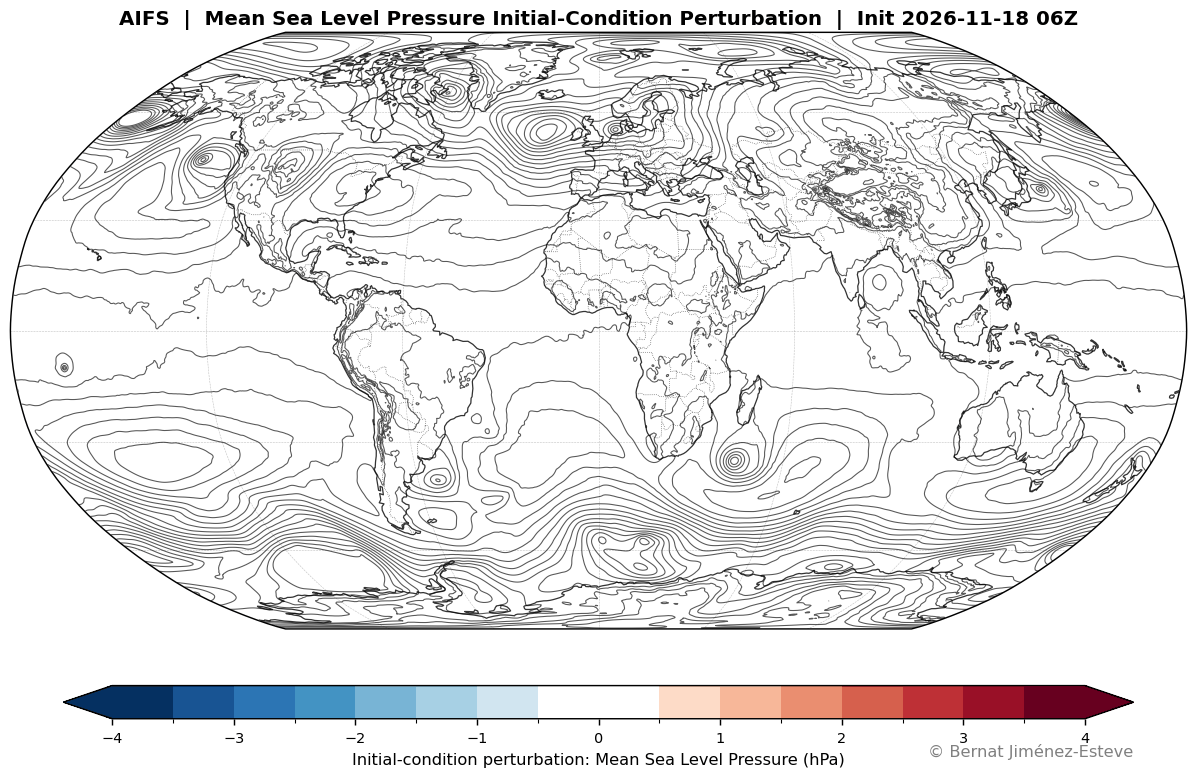 AIFS | Mean Sea Level Pressure Initial-Condition Perturbation | Init 2026-11-18 06Z
−4 −3 −2 −1 0 1 2 3 4
© Bernat Jiménez-Esteve
Initial-condition perturbation: Mean Sea Level Pressure (hPa)